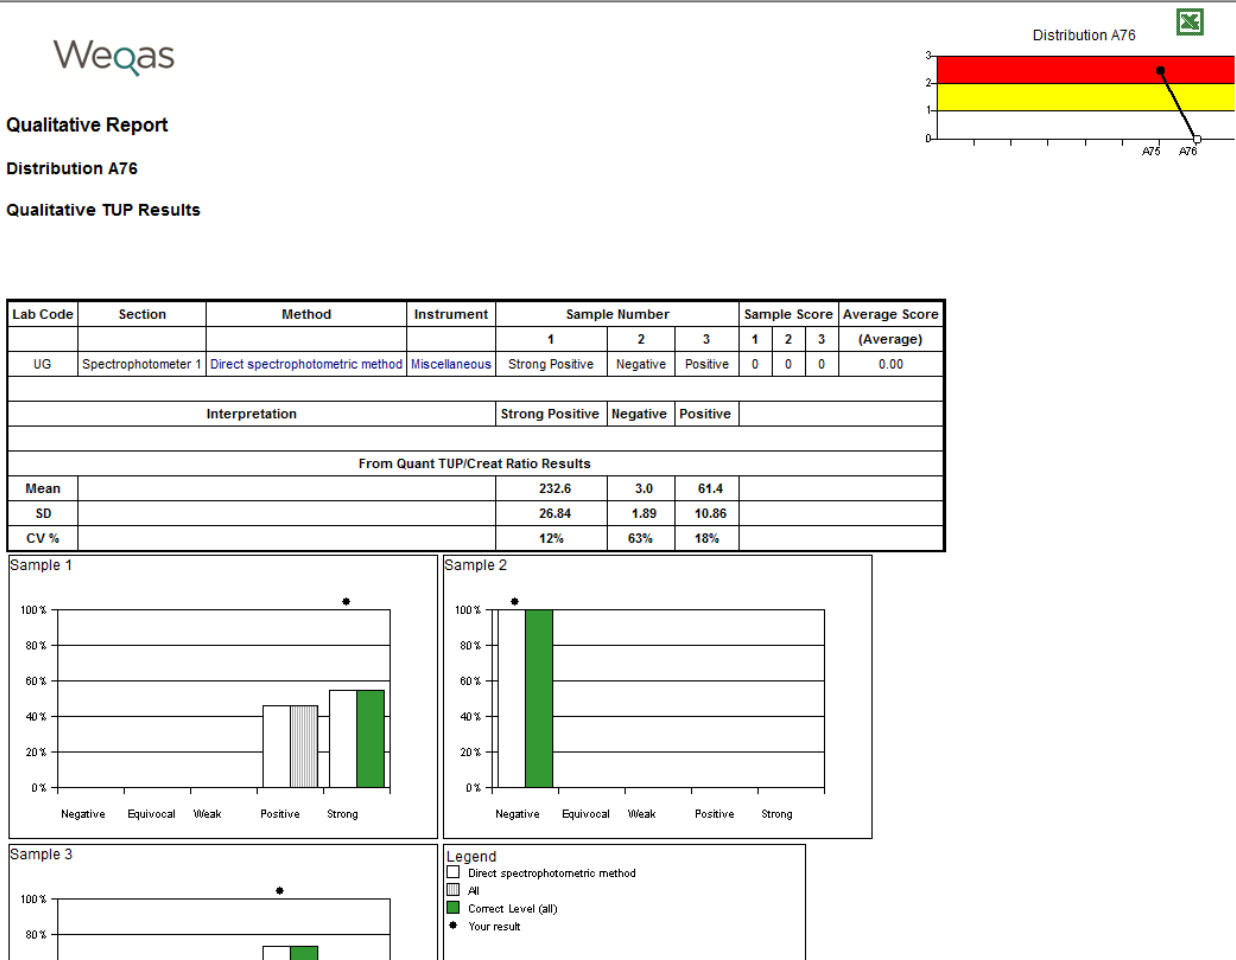 Weqas
Distribution A76
3
2
1
0
A75 A76
Qualitative Report
Distribution A76
Qualitative TUP Results
Lab Code Section Method Instrument Sample Number Sample Score Average Score
1 2 3 1 2 3 (Average)
UG Spectrophotometer 1 Direct spectrophotometric method Miscellaneous Strong Positive Negative Positive 0 0 0 0.00
Interpretation Strong Positive Negative Positive
From Quant TUP/Creat Ratio Results
Mean 232.6 3.0 61.4
SD 26.84 1.89 10.86
CV % 12% 63% 18%
Sample 1
100%
80%
60%
40%
20%
0%
Negative Equivocal Weak Positive Strong
Sample 2
100%
80%
60%
40%
20%
0%
Negative Equivocal Weak Positive Strong
Sample 3
100%
80%
Legend
Direct spectrophotometric method
All
Correct Level (all)
Your result